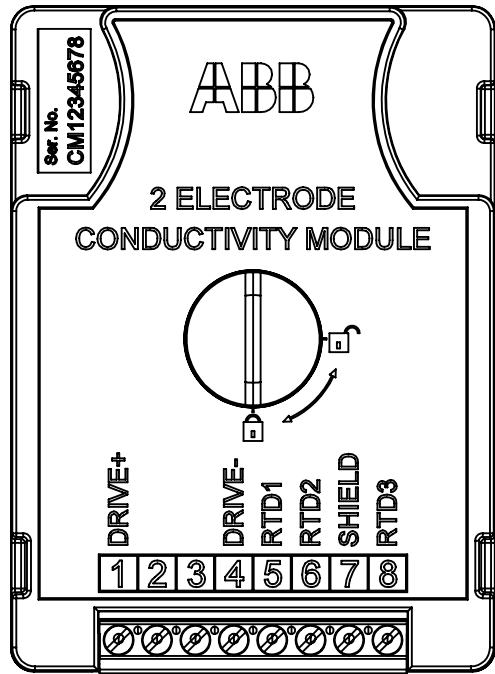 Ser. No.
CM12345678
ABB
2 ELECTRODE
CONDUCTIVITY MODULE
DRIVE+
DRIVE-
RTD1
RTD2
SHIELD
RTD3
1 2 3 4 5 6 7 8